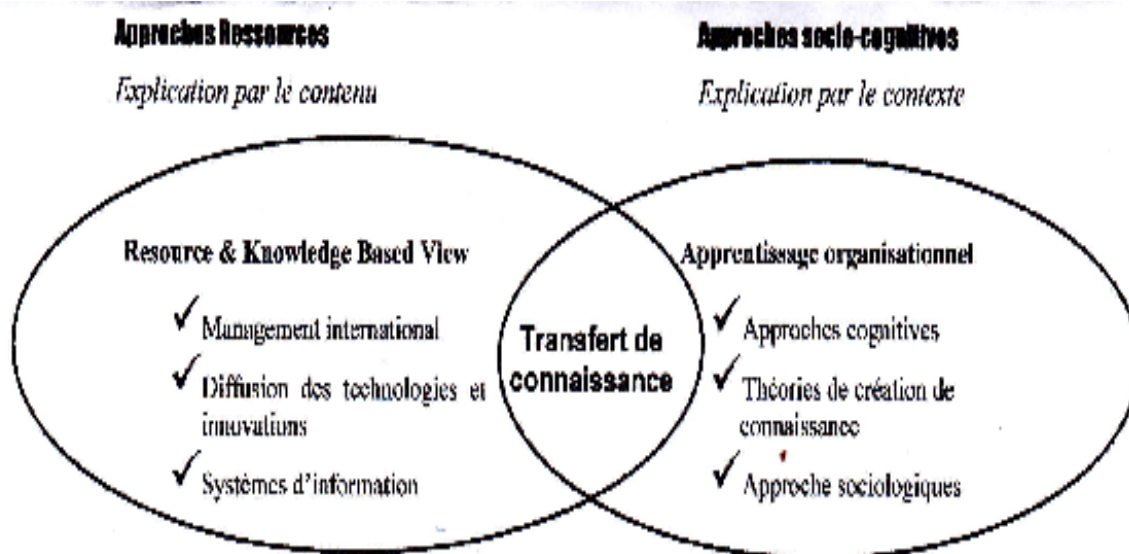 Approches Ressources
Explication par le contenu
Approches socio-cognitives
Explication par le contexte
Resource & Knowledge Based View
Management international
Diffusion des technologies et
innovations
Systèmes d'information
Transfert de
connaissance
Apprentissage organisationnel
Approches cognitives
Théories de création de
connaissance
Approche sociologiques